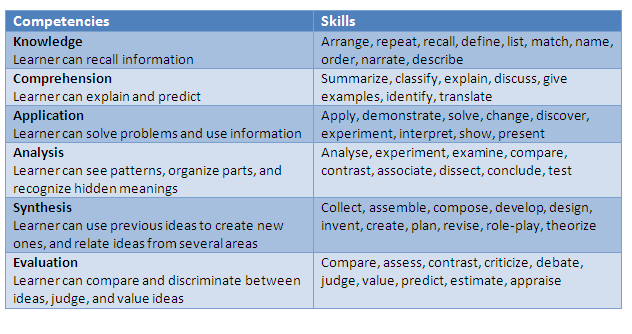 Competencies Skills
Knowledge Arrange, repeat, recall, define, list, match, name,
Learner can recall information order, narrate, describe
Comprehension Summarize, classify, explain, discuss, give
Learner can explain and predict examples, identify, translate
Application Apply, demonstrate, solve, change, discover,
Learner can solve problems and use information experiment, interpret, show, present
Analysis Analyse, experiment, examine, compare,
Learner can see patterns, organize parts, and contrast, associate, dissect, conclude, test
recognize hidden meanings
Synthesis Collect, assemble, compose, develop, design,
Learner can use previous ideas to create new invent, create, plan, revise, role-play, theorize
ones, and relate ideas from several areas
Evaluation Compare, assess, contrast, criticize, debate,
Learner can compare and discriminate between judge, value, predict, estimate, appraise
ideas, judge, and value ideas